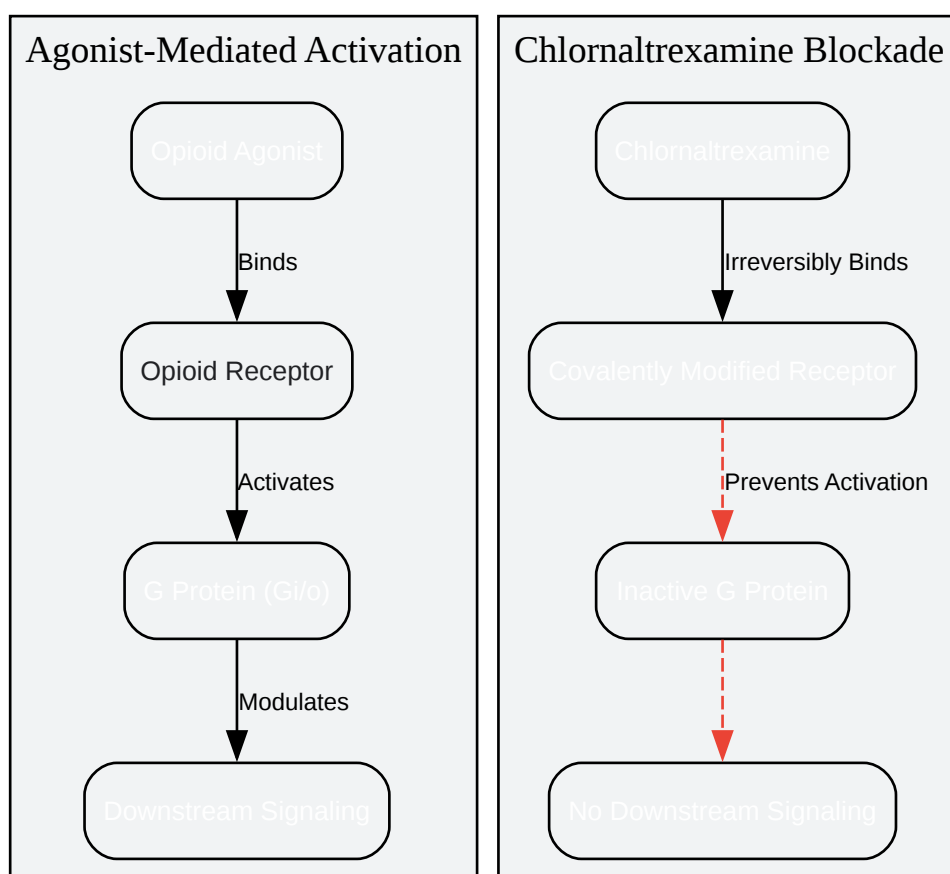 Agonist-Mediated Activation
Opioid Agonist
Binds
Opioid Receptor
Activates
G Protein (Gi/o)
Modulates
Downstream Signaling
Chlornaltrexamine Blockade
Chlornaltrexamine
Irreversibly Binds
Covalently Modified Receptor
Prevents Activation
Inactive G Protein
No Downstream Signaling